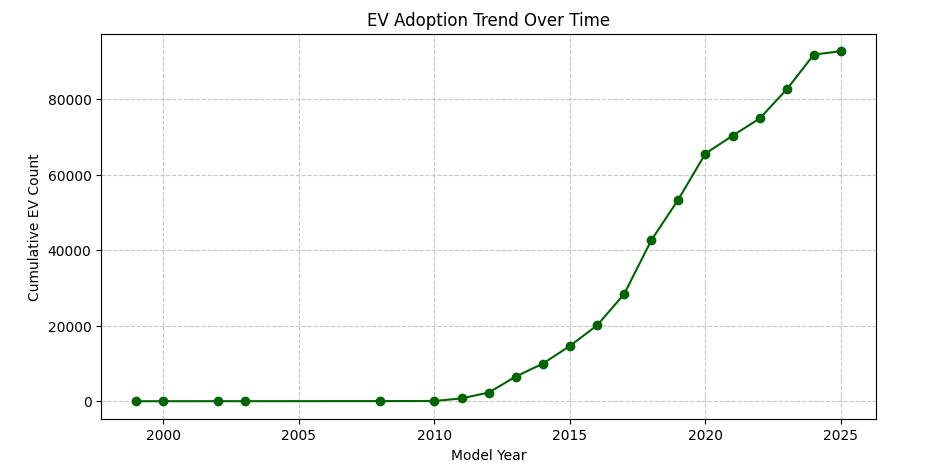 EV Adoption Trend Over Time
Cumulative EV Count
80000
60000
40000
20000
0
2000 2005 2010 2015 2020 2025
Model Year